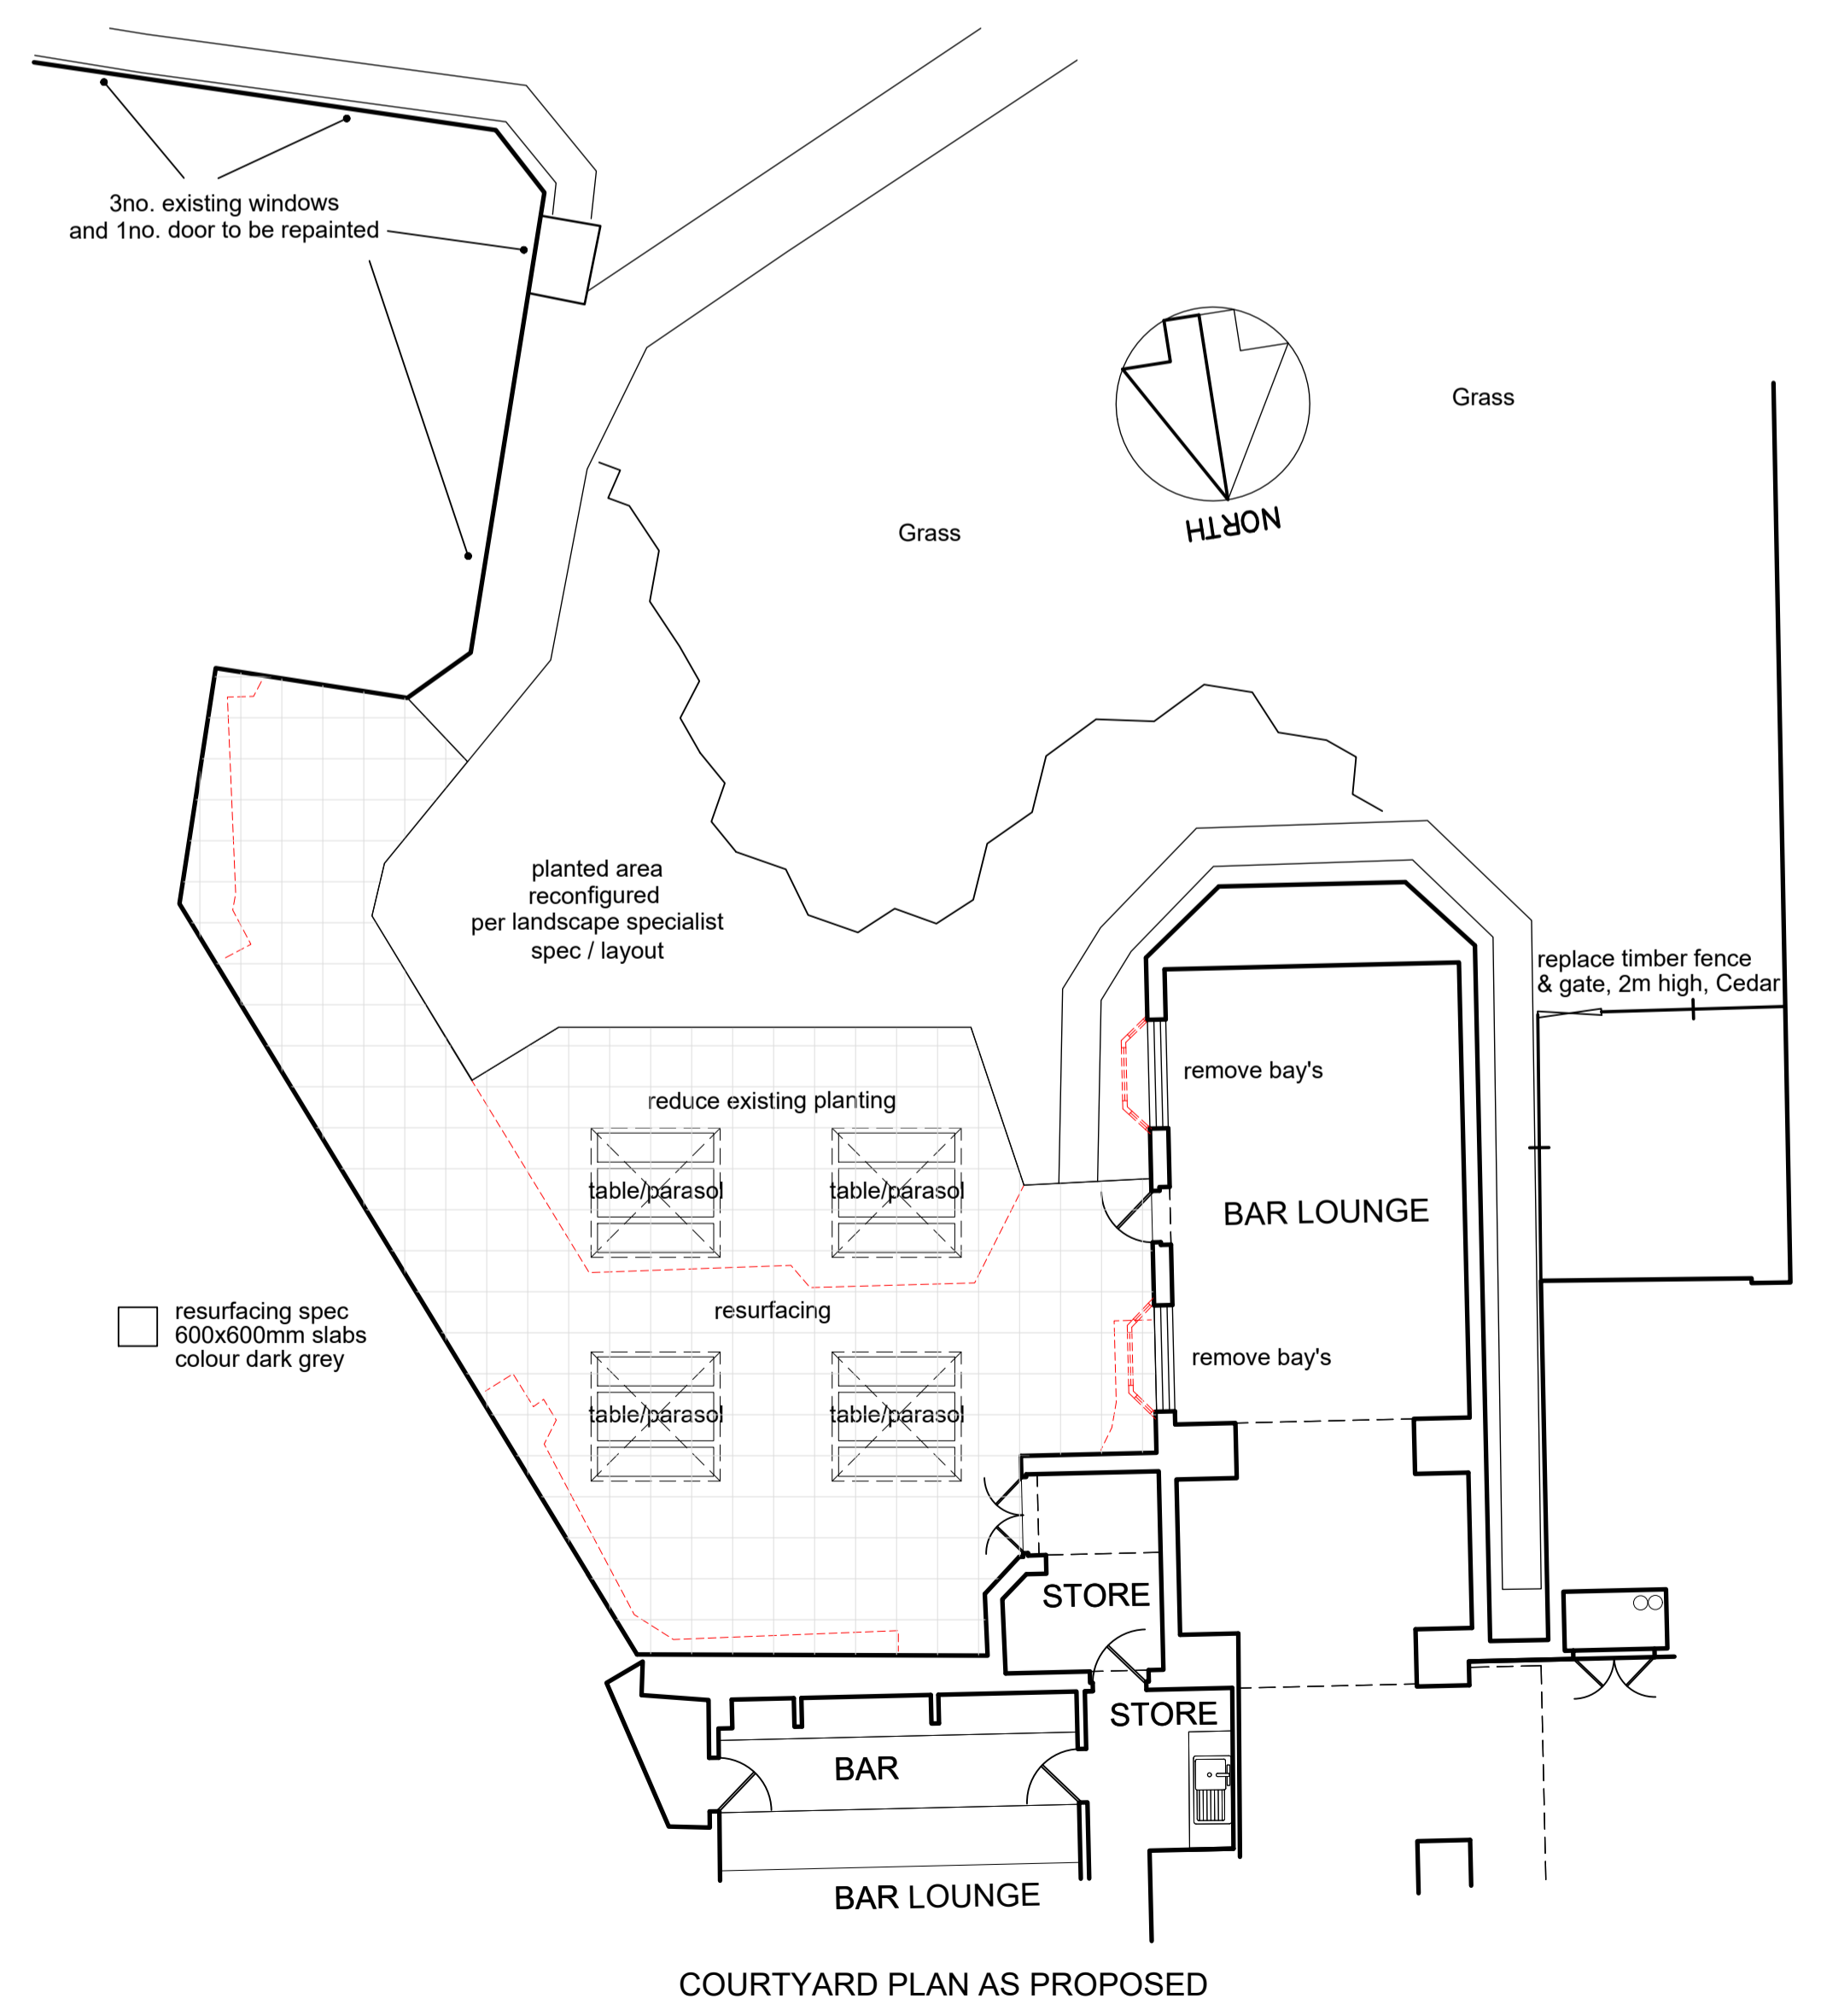 3no. existing windows
and 1no. door to be repainted
Grass
Grass
NORTH
planted area
reconfigured
per landscape specialist
spec / layout
replace timber fence
& gate, 2m high, Cedar
remove bay's
reduce existing planting
table/parasol
table/parasol
BAR LOUNGE
resurfacing
resurfacing spec
600x600mm slabs
colour dark grey
remove bay's
table/parasol
table/parasol
STORE
STORE
BAR
BAR LOUNGE
COURTYARD PLAN AS PROPOSED